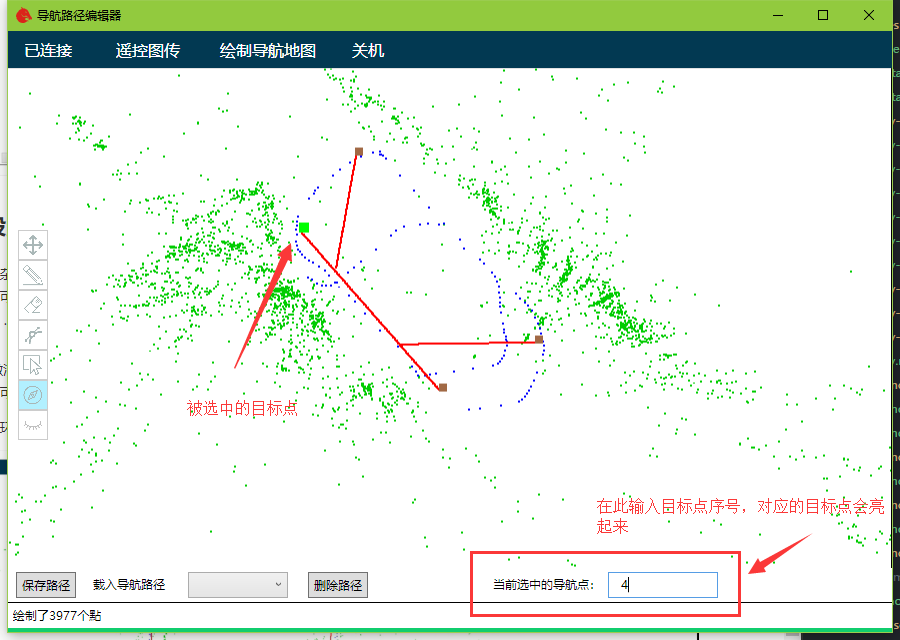 导航路径编辑器
已连接 遥控图传 绘制导航地图 关机
被选中的目标点
在此输入目标点序号，对应的目标点会亮
起来
保存路径 载入导航路径 删除路径 当前选中的导航点： 4
绘制了3977个點